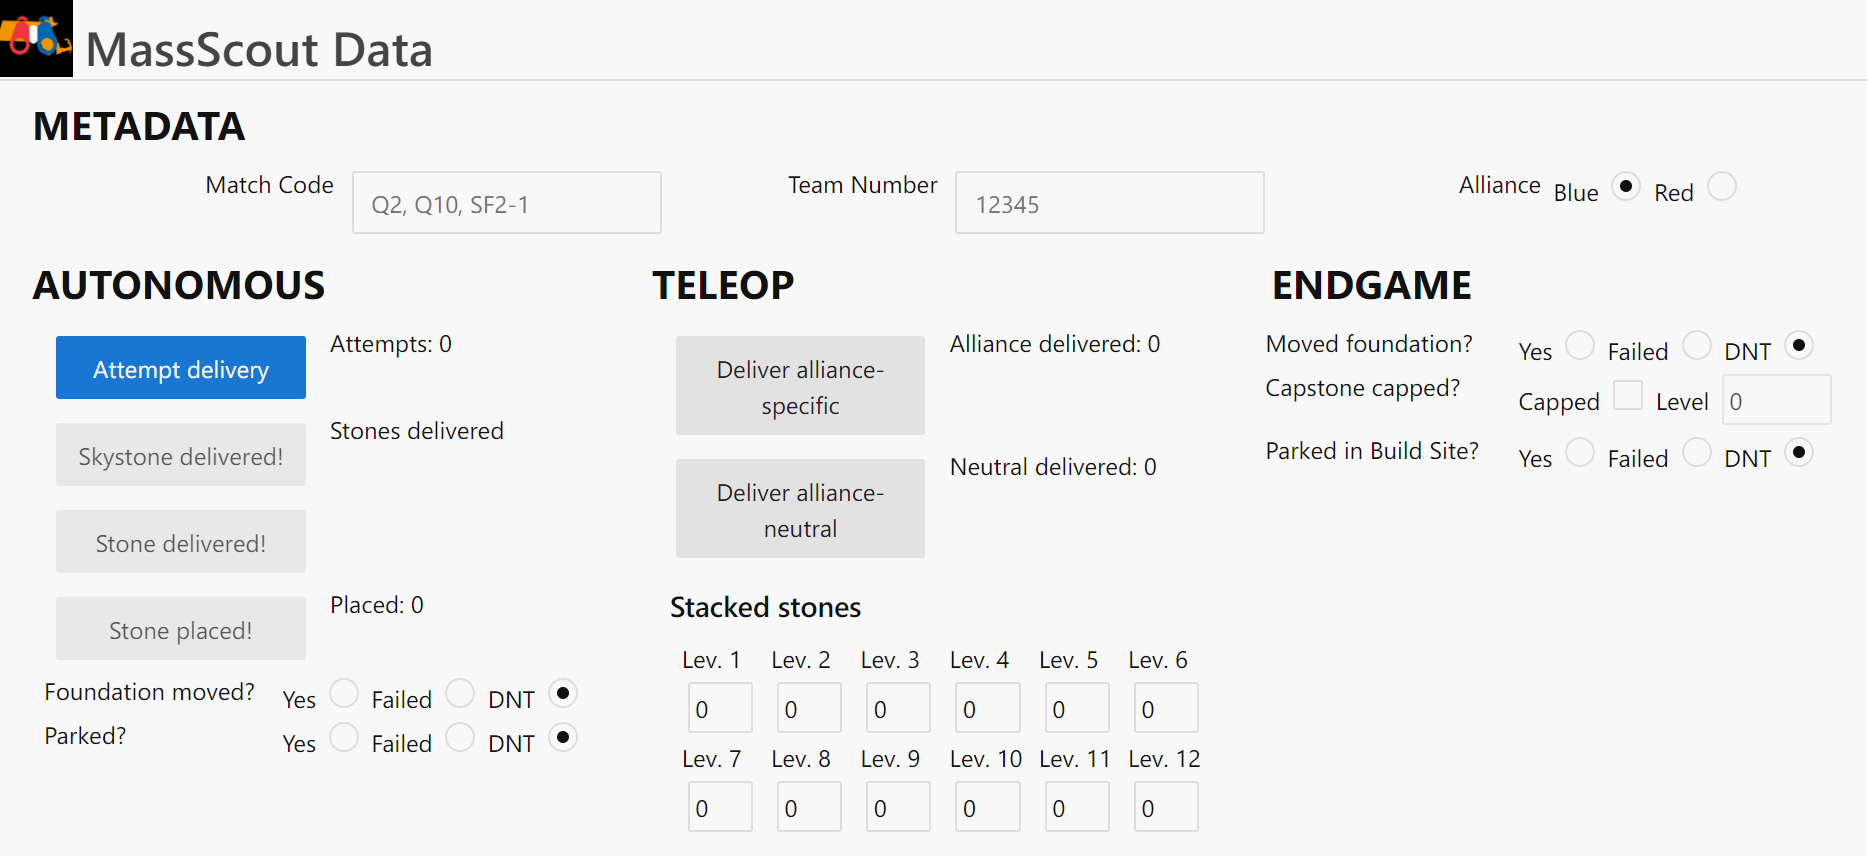 MassScout Data
METADATA
Match Code
Q2, Q10, SF2-1
Team Number
12345
Alliance
Blue
Red
AUTONOMOUS
Attempt delivery
Attempts: 0
Skystone delivered!
Stones delivered
Stone delivered!
Stone placed!
Placed: 0
Foundation moved?
Yes
Failed
DNT
Parked?
Yes
Failed
DNT
TELEOP
Deliver alliance-
specific
Alliance delivered: 0
Deliver alliance-
neutral
Neutral delivered: 0
Stacked stones
Lev. 1 Lev. 2 Lev. 3 Lev. 4 Lev. 5 Lev. 6
0 0 0 0 0 0
Lev. 7 Lev. 8 Lev. 9 Lev. 10 Lev. 11 Lev. 12
0 0 0 0 0 0
ENDGAME
Moved foundation?
Yes
Failed
DNT
Capstone capped?
Capped
Level
0
Parked in Build Site?
Yes
Failed
DNT